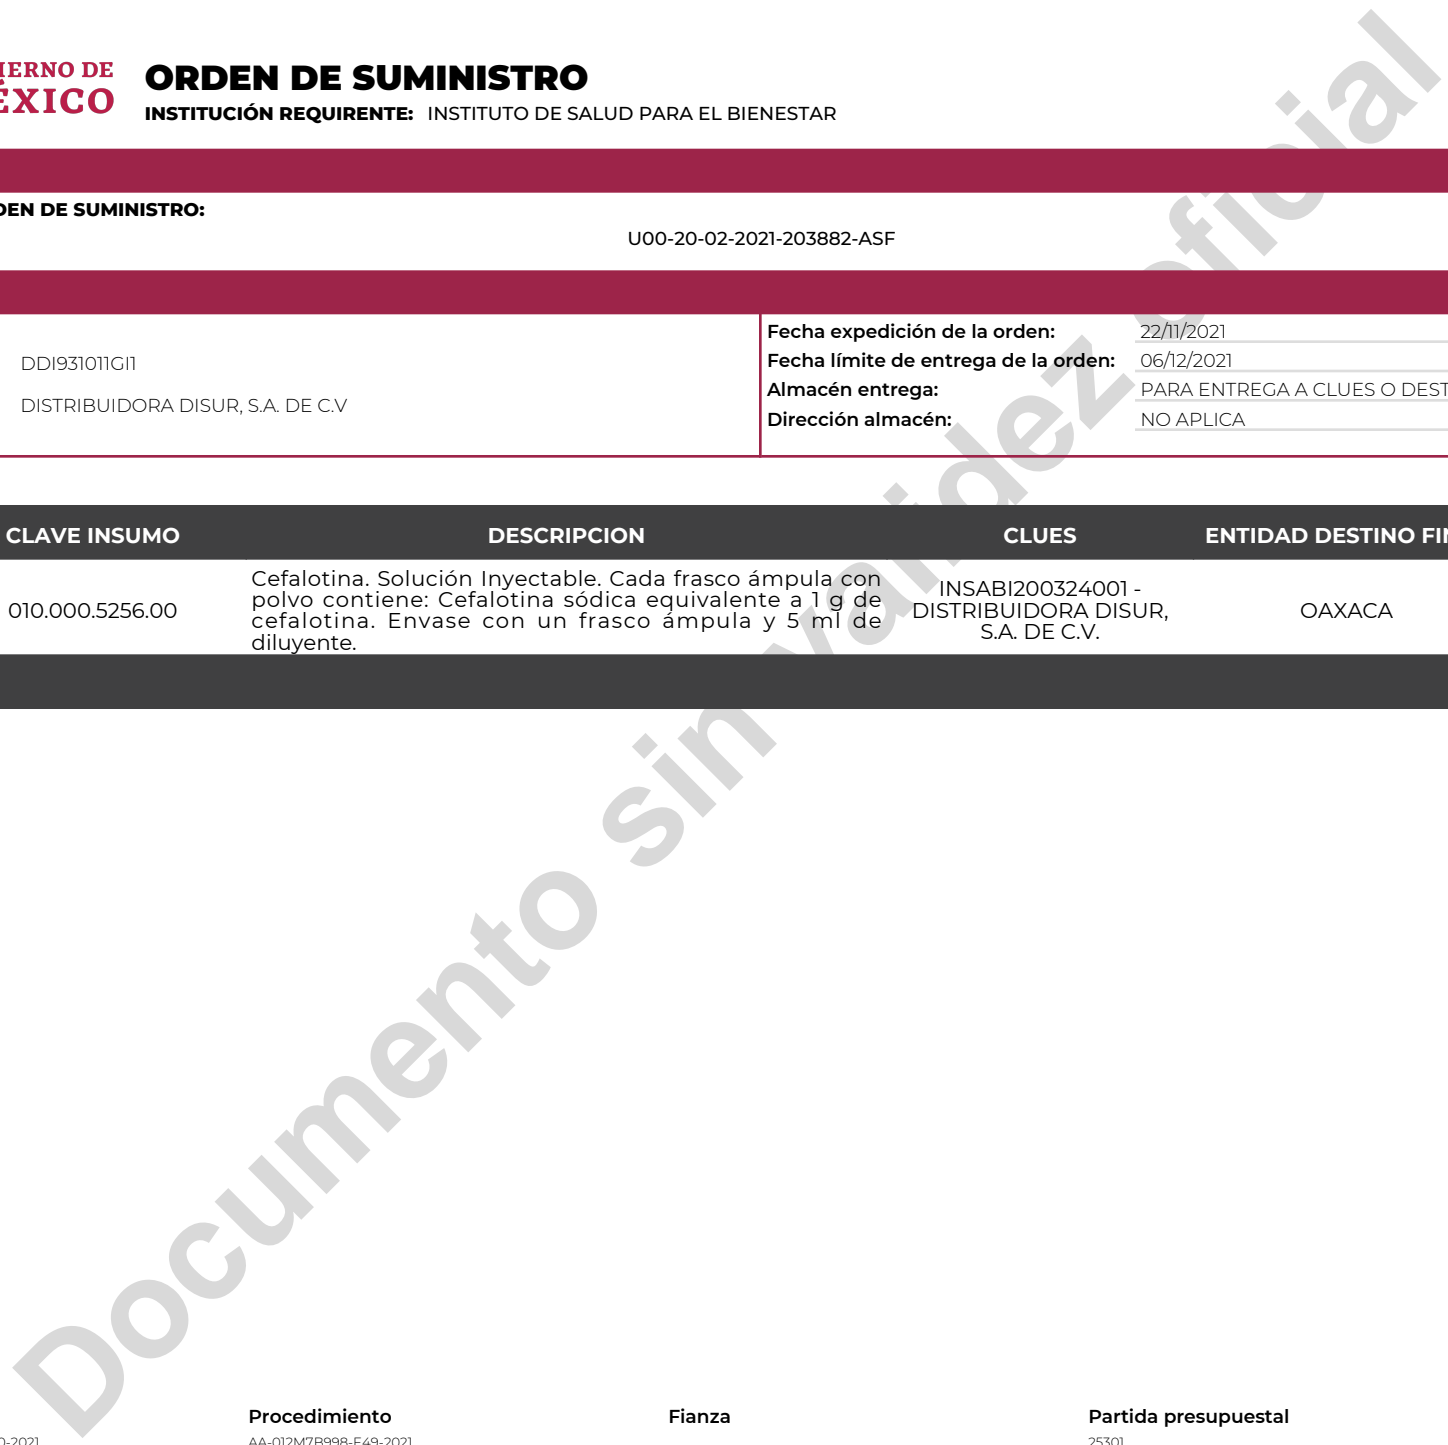 ORDEN DE SUMINISTRO
INSTITUCIÓN REQUIRENTE: INSTITUTO DE SALUD PARA EL BIENESTAR
DE
DE SUMINISTRO:
U00-20-02-2021-203882-ASF
DDI931011GI1
DISTRIBUIDORA DISUR, S.A. DE C.V
Fecha expedición de la orden: 22/11/2021
Fecha límite de entrega de la orden: 06/12/2021
Almacén entrega: PARA ENTREGA A CLUES O
Dirección almacén: NO APLICA
CLAVE INSUMO DESCRIPCION CLUES ENTIDAD DESTINO
010.000.5256.00
Cefalotina. Solución Inyectable. Cada frasco ámpula con
polvo contiene: Cefalotina sódica equivalente a 1 g de
cefalotina. Envase con un frasco ámpula y 5 ml de
diluyente.
INSABI200324001 -
DISTRIBUIDORA DISUR,
S.A. DE C.V.
OAXACA
Documento sin validez oficial
Procedimiento Fianza Partida presupuestal
AA-012M7B998-E49-2021 25301